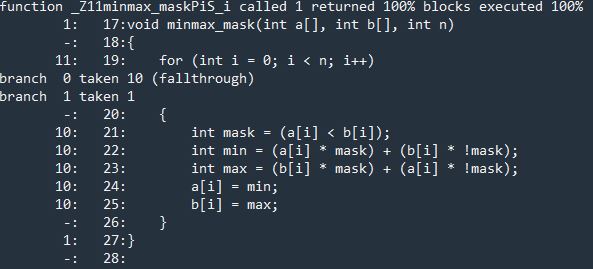 function _Z11minmax_maskPiS_i called 1 returned 100% blocks executed 100%
        1:   17:void minmax_mask(int a[], int b[], int n)
        -:   18:{
       11:   19:    for (int i = 0; i < n; i++)
branch  0 taken 10 (fallthrough)
branch  1 taken 1
        -:   20:    {
       10:   21:        int mask = (a[i] < b[i]);
       10:   22:        int min = (a[i] * mask) + (b[i] * !mask);
       10:   23:        int max = (b[i] * mask) + (a[i] * !mask);
       10:   24:        a[i] = min;
       10:   25:        b[i] = max;
        -:   26:    }
        1:   27:}
        -:   28: